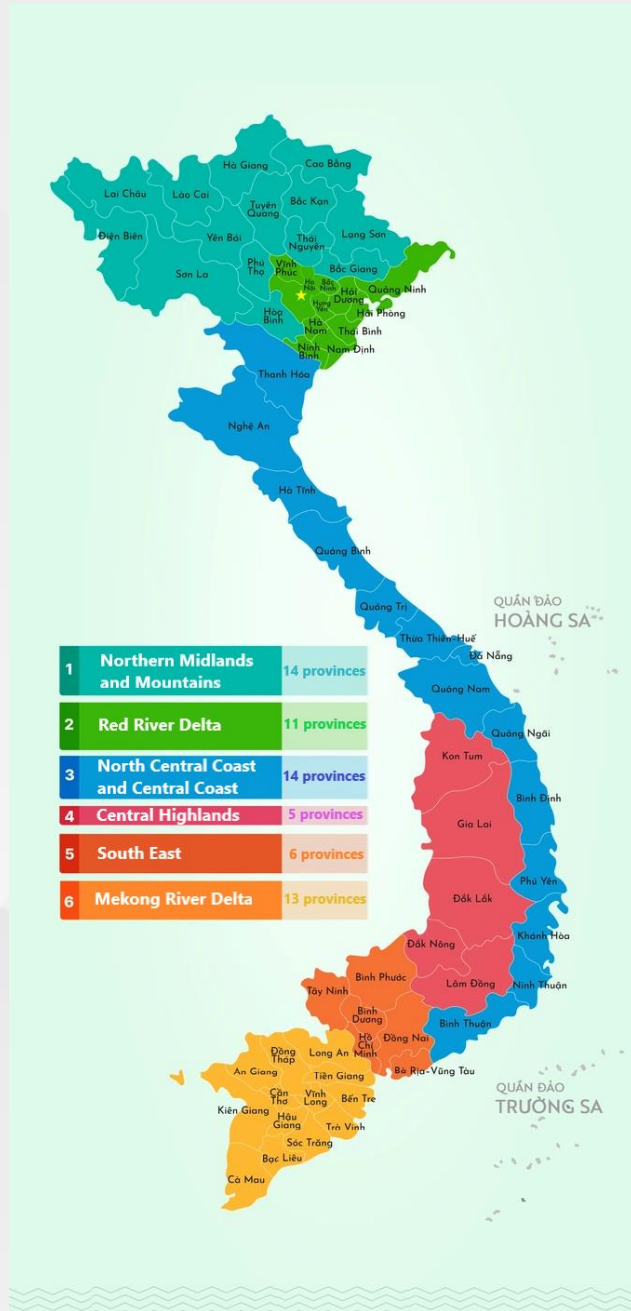 Hà Giang
Cao Bằng
Lai Châu
Lào Cai
Bắc Kạn
Tuyên
Quang
Điện Biên
Yên Bái
Thái
Nguyên
Lạng Sơn
Phú
Thọ
Vĩnh
Phúc
Bắc Giang
Sơn La
Hà
Nội
Bắc
Ninh
Hải
Dương
Quảng Ninh
Hưng
Yên
Hải Phòng
Hòa
Bình
Hà
Nam
Thái Bình
Ninh
Bình
Nam Định
Thanh Hóa
Nghệ An
Hà Tĩnh
Quảng Bình
Quảng Trị
QUẦN ĐẢO
HOÀNG SA
Thừa Thiên-Huế
Đà Nẵng
1 Northern Midlands
and Mountains
14 provinces
2 Red River Delta 11 provinces
3 North Central Coast
and Central Coast
14 provinces
4 Central Highlands 5 provinces
5 South East 6 provinces
6 Mekong River Delta 13 provinces
Quảng Nam
Quảng Ngãi
Kon Tum
Bình Định
Gia Lai
Phú Yên
Đắk Lắk
Khánh Hòa
Đắk Nông
Lâm Đồng
Ninh Thuận
Bình Phước
Tây Ninh
Bình
Dương
Bình Thuận
Hồ
Chí
Minh
Đồng Nai
Bà Rịa-Vũng Tàu
Đồng
Tháp
Long An
An Giang
Tiền Giang
Cần
Thơ
Vĩnh
Long
Bến Tre
Kiên Giang
Hậu
Giang
Trà Vinh
Sóc Trăng
Bạc Liêu
Cà Mau
QUẦN ĐẢO
TRƯỜNG SA